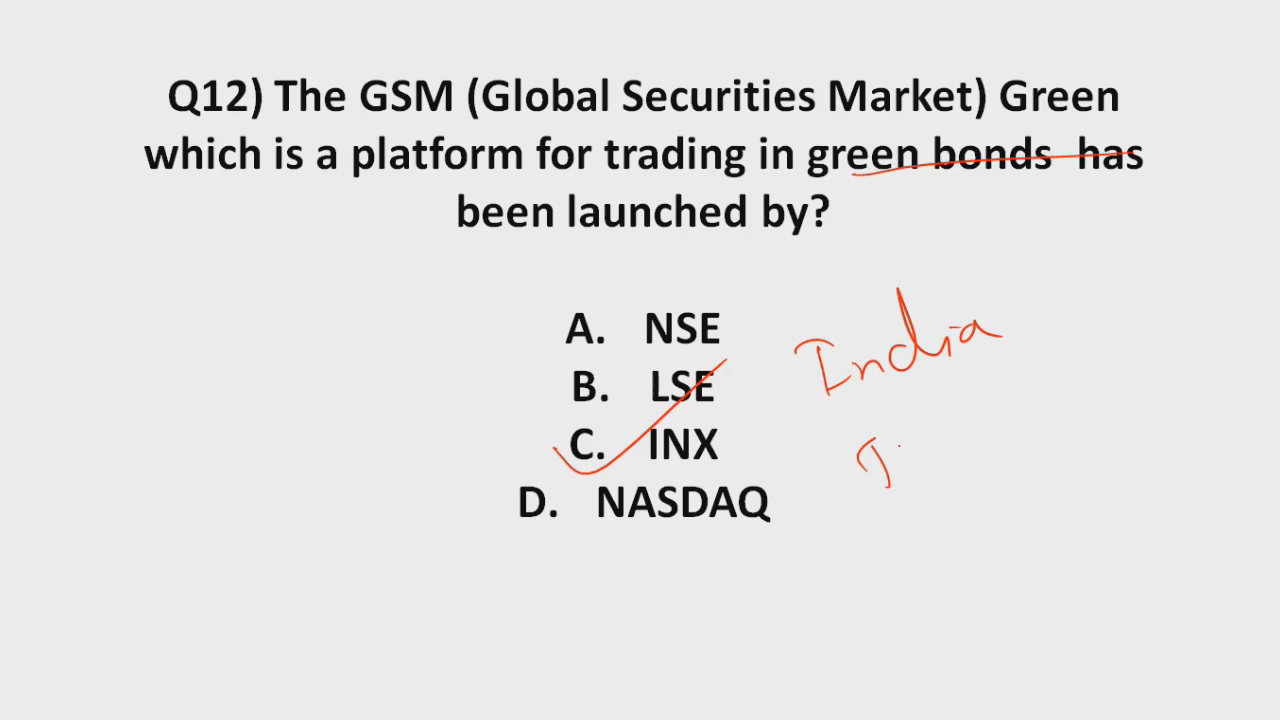 Q12) The GSM (Global Securities Market) Green
which is a platform for trading in green bonds has
been launched by?
A. NSE
B. LSE
C. INX
D. NASDAQ
India
I